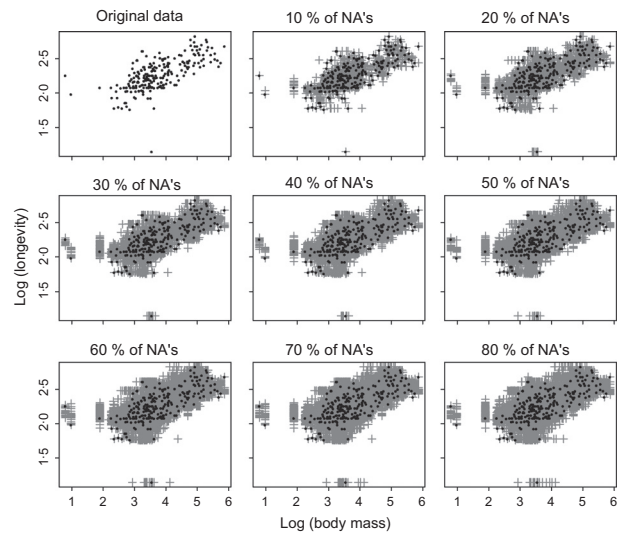 Original data
10 % of NA's
20 % of NA's
2·5
2·0
1·5
30 % of NA's
40 % of NA's
50 % of NA's
2·5
2·0
1·5
Log (longevity)
60 % of NA's
70 % of NA's
80 % of NA's
2·5
2·0
1·5
1 2 3 4 5 6
1 2 3 4 5 6
1 2 3 4 5 6
Log (body mass)